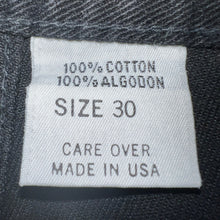 100% COTTON
100% ALGODON
SIZE 30
CARE OVER
MADE IN USA